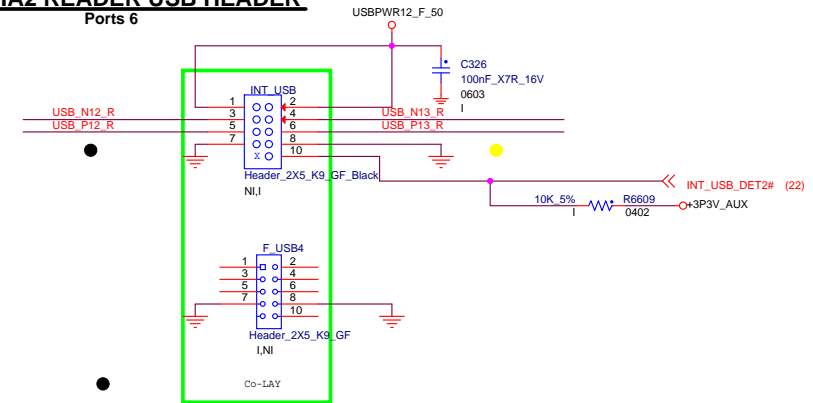 READER USB HEADER
Ports 6
USBPWR12_F_50
C326
100nF_X7R_16V
0603
I
INT_USB
1 2
3 4
5 6
7 8
X 10
USB_N12_R
USB_P12_R
USB_N13_R
USB_P13_R
Header_2X5_K9_GF_Black
NI,I
INT_USB_DET2# (22)
10K_5% R6609
I 0402
+3P3V_AUX
F_USB4
1 2
3 4
5 6
7 8
10
Header_2X5_K9_GF
I,NI
Co-LAY